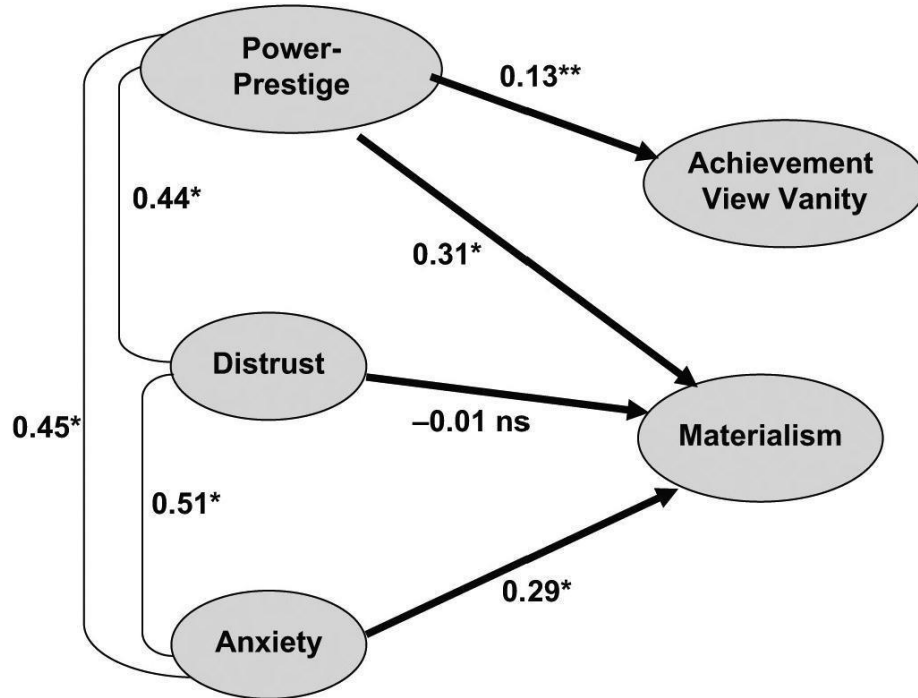 Power-
Prestige
0.13**
Achievement
View Vanity
0.44*
0.31*
Distrust
–0.01 ns
0.45*
Materialism
0.51*
0.29*
Anxiety